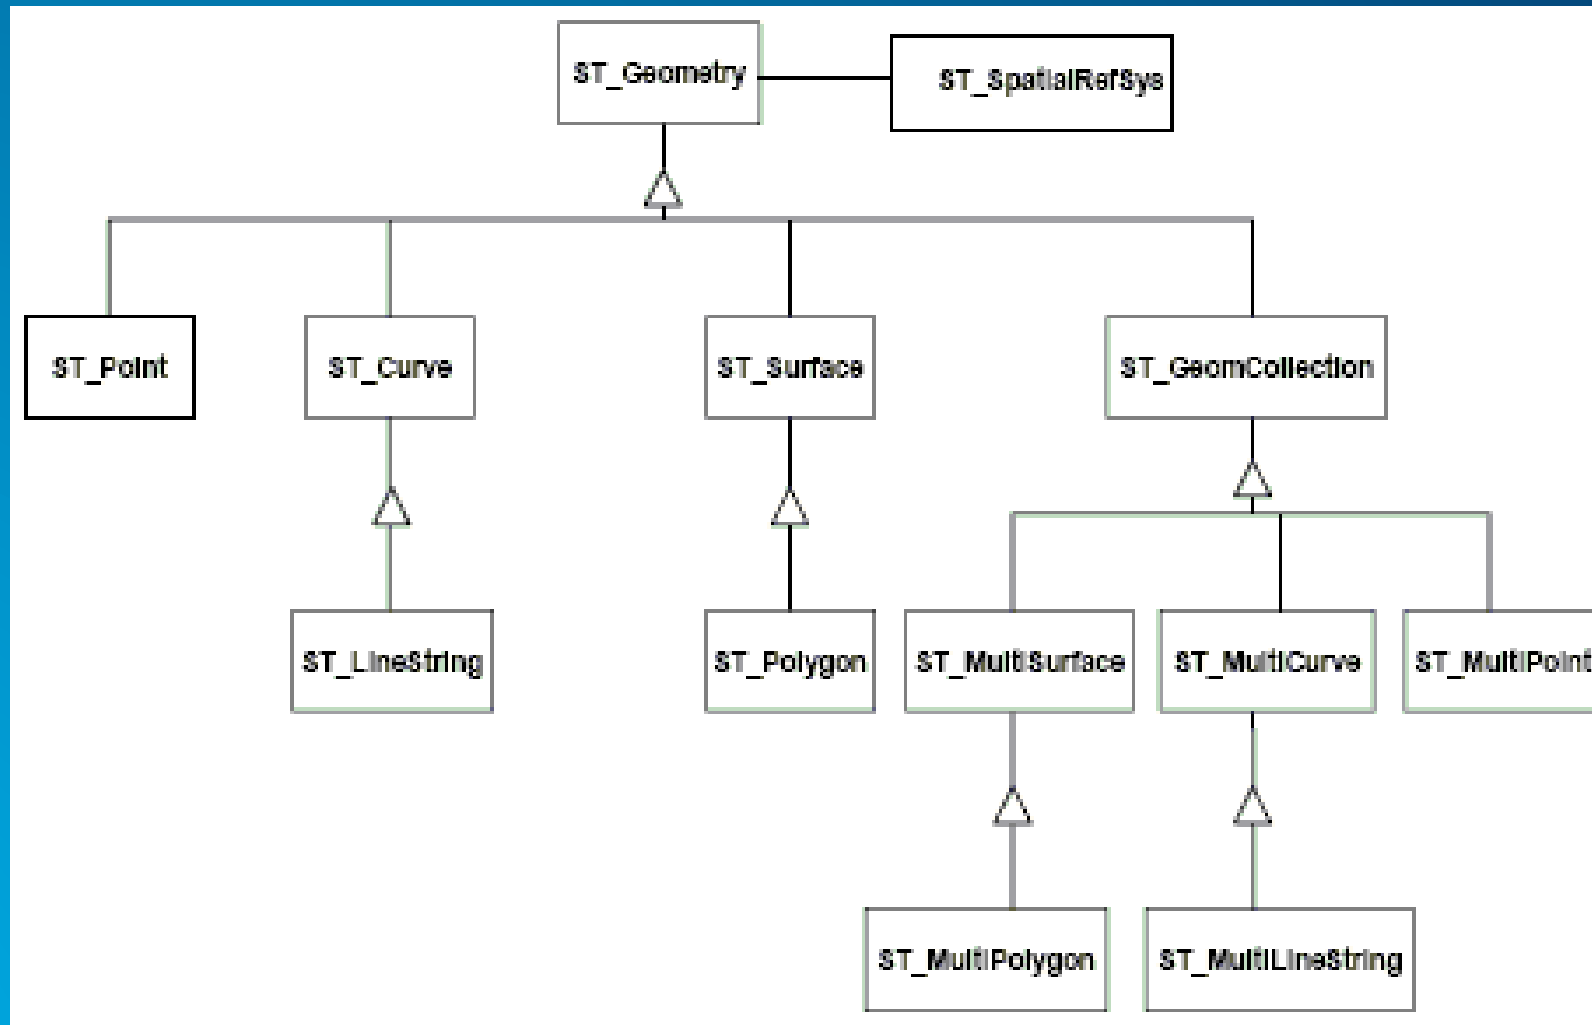 ST_Geometry
ST_SpatialRefSys
ST_Point
ST_Curve
ST_Surface
ST_GeomCollection
ST_LineString
ST_Polygon
ST_MultiSurface
ST_MultiCurve
ST_MultiPoint
ST_MultiPolygon
ST_MultiLineString